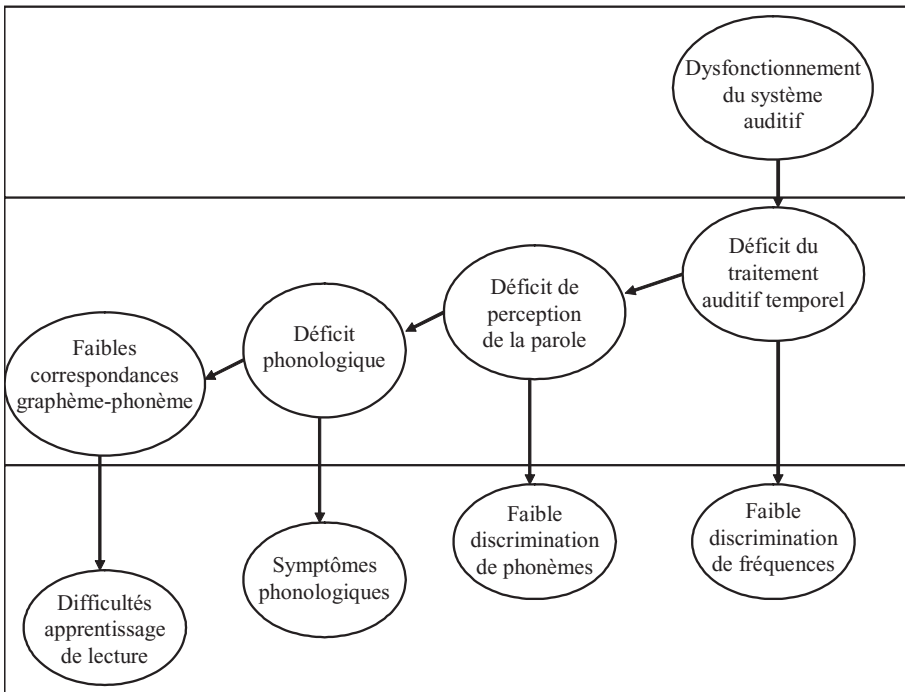 Dysfonctionnement
du système
auditif
Déficit du
traitement
auditif temporel
Déficit de
perception
de la parole
Déficit
phonologique
Faibles
correspondances
graphème-phonème
Faible
discrimination
de fréquences
Faible
discrimination
de phonèmes
Symptômes
phonologiques
Difficultés
apprentissage
de lecture